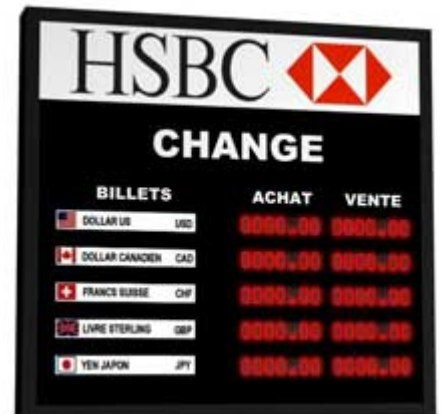 HSBC
CHANGE
BILLETS ACHAT VENTE
DOLLAR US USD 0000.00 0000.00
DOLLAR CANADIEN CAD 0000.00 0000.00
FRANCS SUISSE CHF 0000.00 0000.00
LIVRE STERLING GBP 0000.00 0000.00
YEN JAPON JPY 0000.00 0000.00